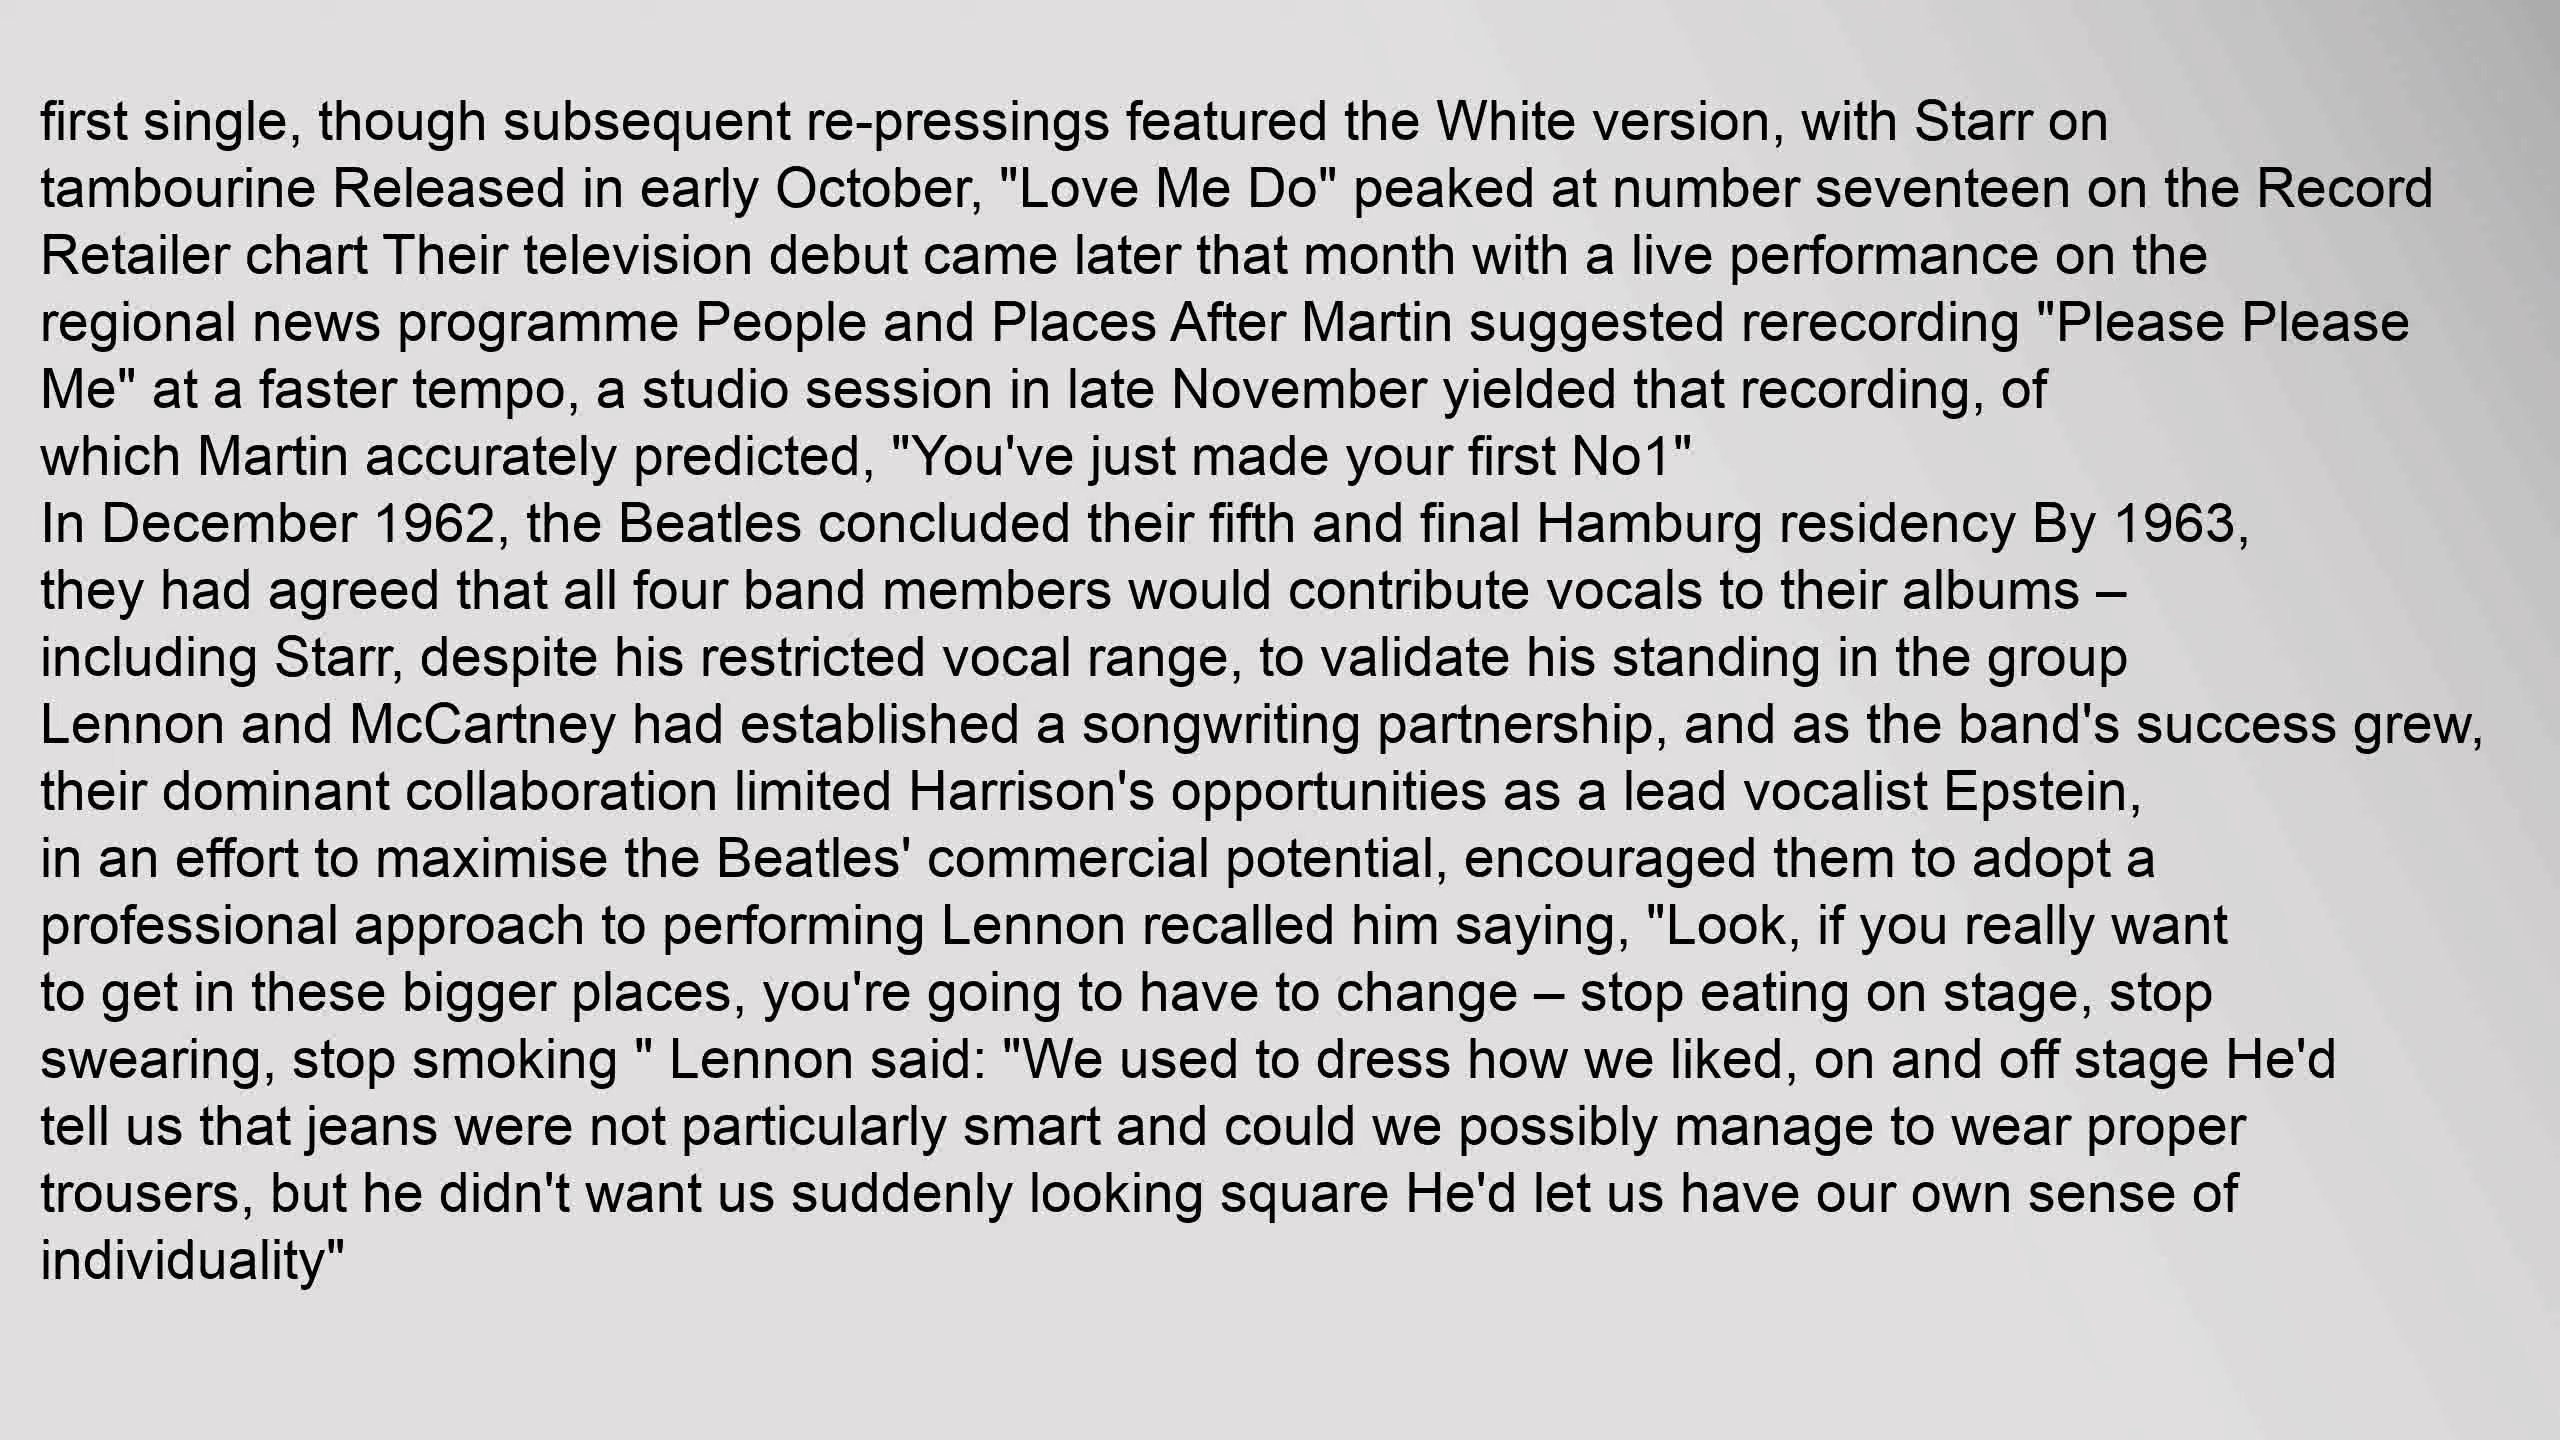 first single, though subsequent re-pressings featured the White version, with Starr on
tambourine Released in early October, "Love Me Do" peaked at number seventeen on the Record
Retailer chart Their television debut came later that month with a live performance on the
regional news programme People and Places After Martin suggested rerecording "Please Please
Me" at a faster tempo, a studio session in late November yielded that recording, of
which Martin accurately predicted, "You've just made your first No1"
In December 1962, the Beatles concluded their fifth and final Hamburg residency By 1963,
they had agreed that all four band members would contribute vocals to their albums –
including Starr, despite his restricted vocal range, to validate his standing in the group
Lennon and McCartney had established a songwriting partnership, and as the band's success grew,
their dominant collaboration limited Harrison's opportunities as a lead vocalist Epstein,
in an effort to maximise the Beatles' commercial potential, encouraged them to adopt a
professional approach to performing Lennon recalled him saying, "Look, if you really want
to get in these bigger places, you're going to have to change – stop eating on stage, stop
swearing, stop smoking " Lennon said: "We used to dress how we liked, on and off stage He'd
tell us that jeans were not particularly smart and could we possibly manage to wear proper
trousers, but he didn't want us suddenly looking square He'd let us have our own sense of
individuality"